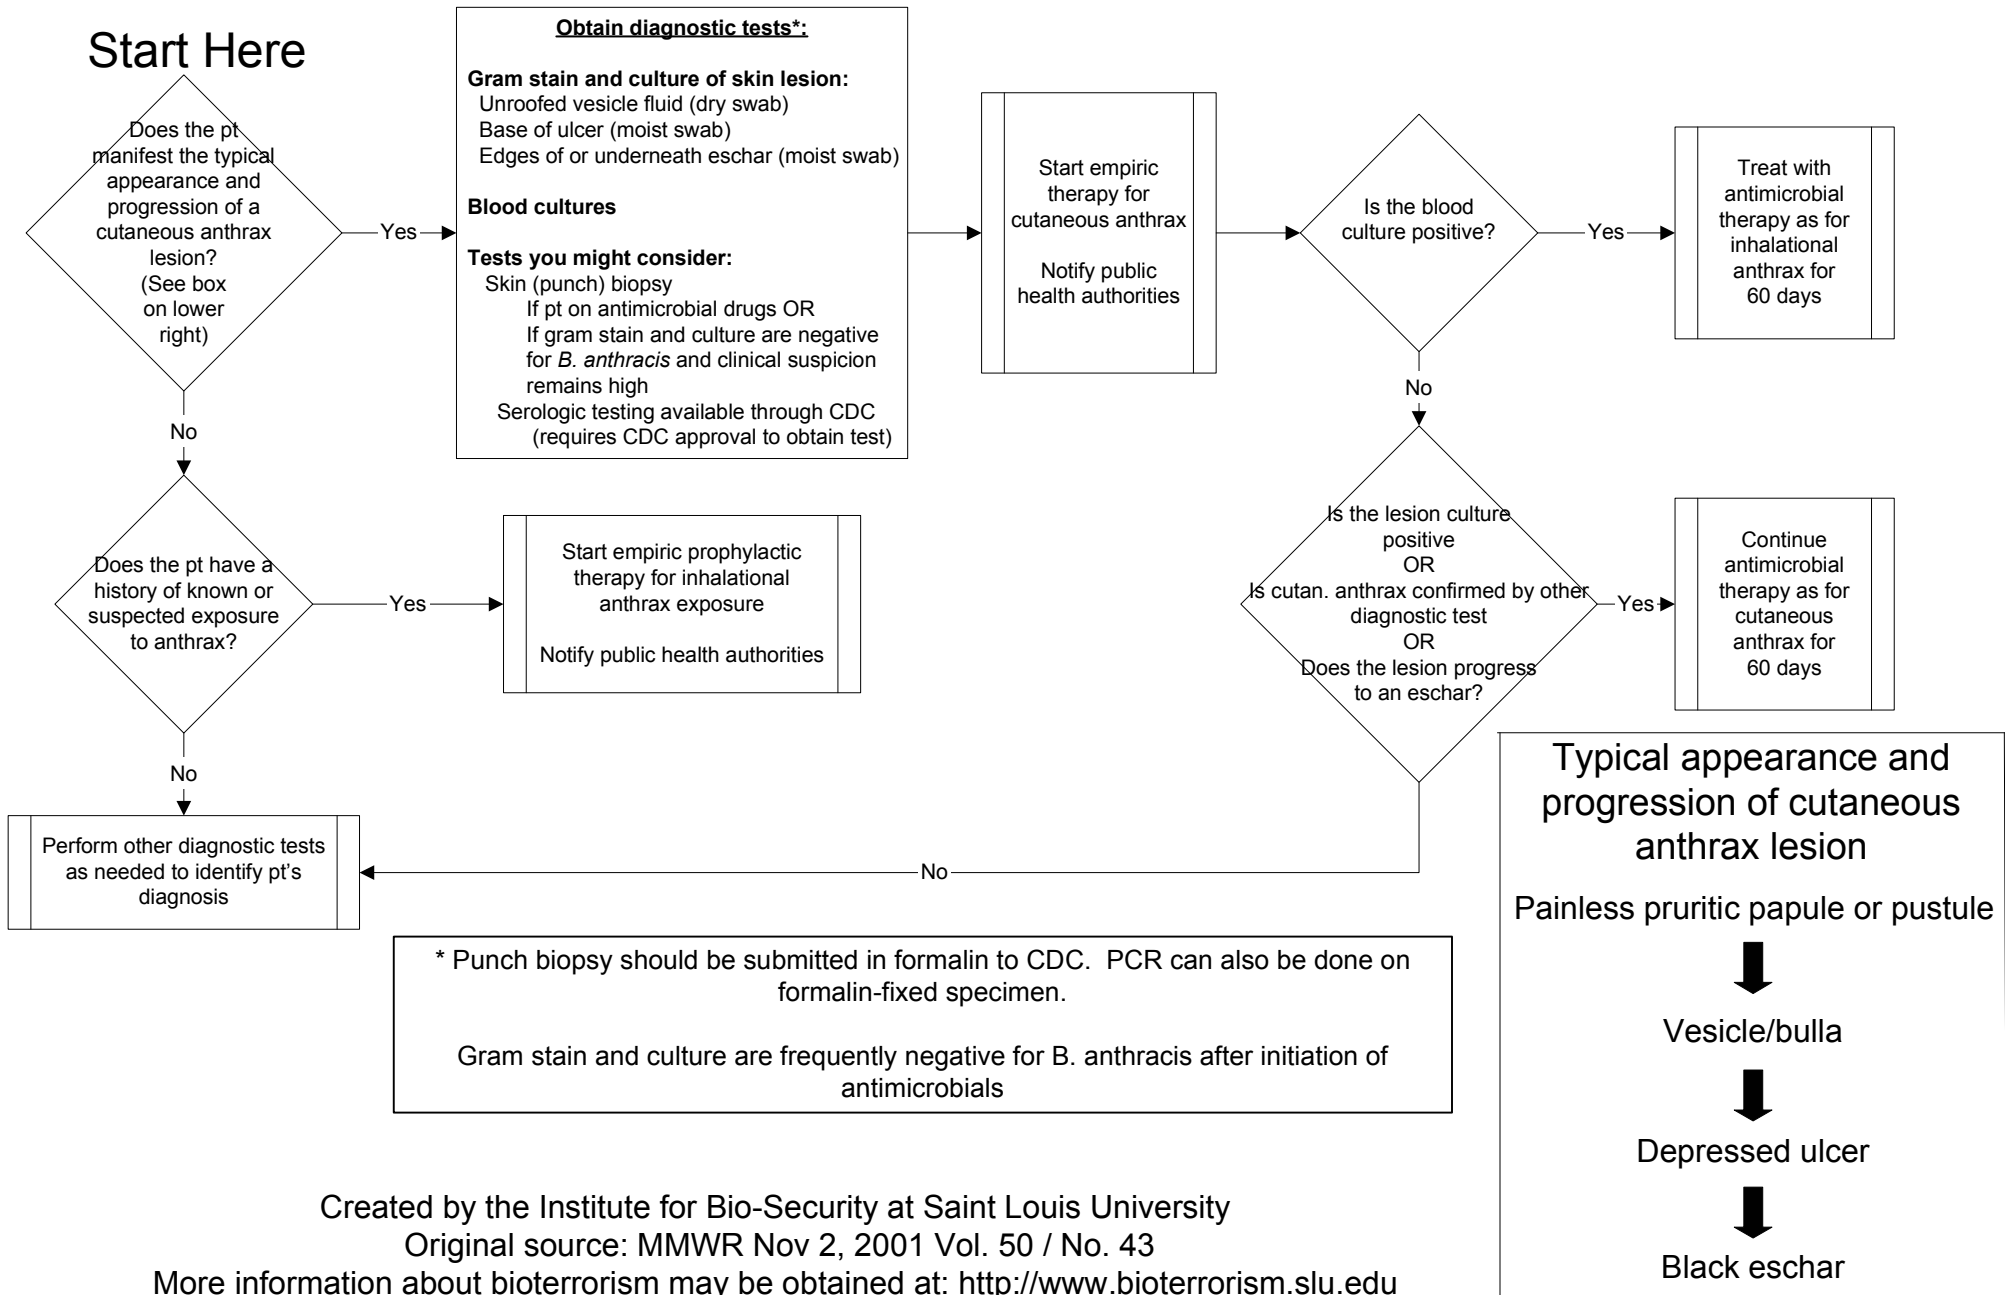 Start Here
Does the pt
manifest the typical
appearance and
progression of a
cutaneous anthrax
lesion?
(See box
on lower
right)
Yes
Obtain diagnostic tests*:
Gram stain and culture of skin lesion:
Unroofed vesicle fluid (dry swab)
Base of ulcer (moist swab)
Edges of or underneath eschar (moist swab)
Blood cultures
Tests you might consider:
Skin (punch) biopsy
If pt on antimicrobial drugs OR
If gram stain and culture are negative
for B. anthracis and clinical suspicion
remains high
Serologic testing available through CDC
(requires CDC approval to obtain test)
Start empiric
therapy for
cutaneous anthrax
Notify public
health authorities
Is the blood
culture positive?
Yes
Treat with
antimicrobial
therapy as for
inhalational
anthrax for
60 days
No
No
Does the pt have a
history of known or
suspected exposure
to anthrax?
Yes
Start empiric prophylactic
therapy for inhalational
anthrax exposure
Notify public health authorities
Is the lesion culture
positive
OR
Is cutan. anthrax confirmed by other
diagnostic test
OR
Does the lesion progress
to an eschar?
Yes
Continue
antimicrobial
therapy as for
cutaneous
anthrax for
60 days
No
Perform other diagnostic tests
as needed to identify pt's
diagnosis
No
* Punch biopsy should be submitted in formalin to CDC. PCR can also be done on
formalin-fixed specimen.
Gram stain and culture are frequently negative for B. anthracis after initiation of
antimicrobials
Typical appearance and
progression of cutaneous
anthrax lesion
Painless pruritic papule or pustule
Vesicle/bulla
Depressed ulcer
Black eschar
Created by the Institute for Bio-Security at Saint Louis University
Original source: MMWR Nov 2, 2001 Vol. 50 / No. 43
More information about bioterrorism may be obtained at: http://www.bioterrorism.slu.edu